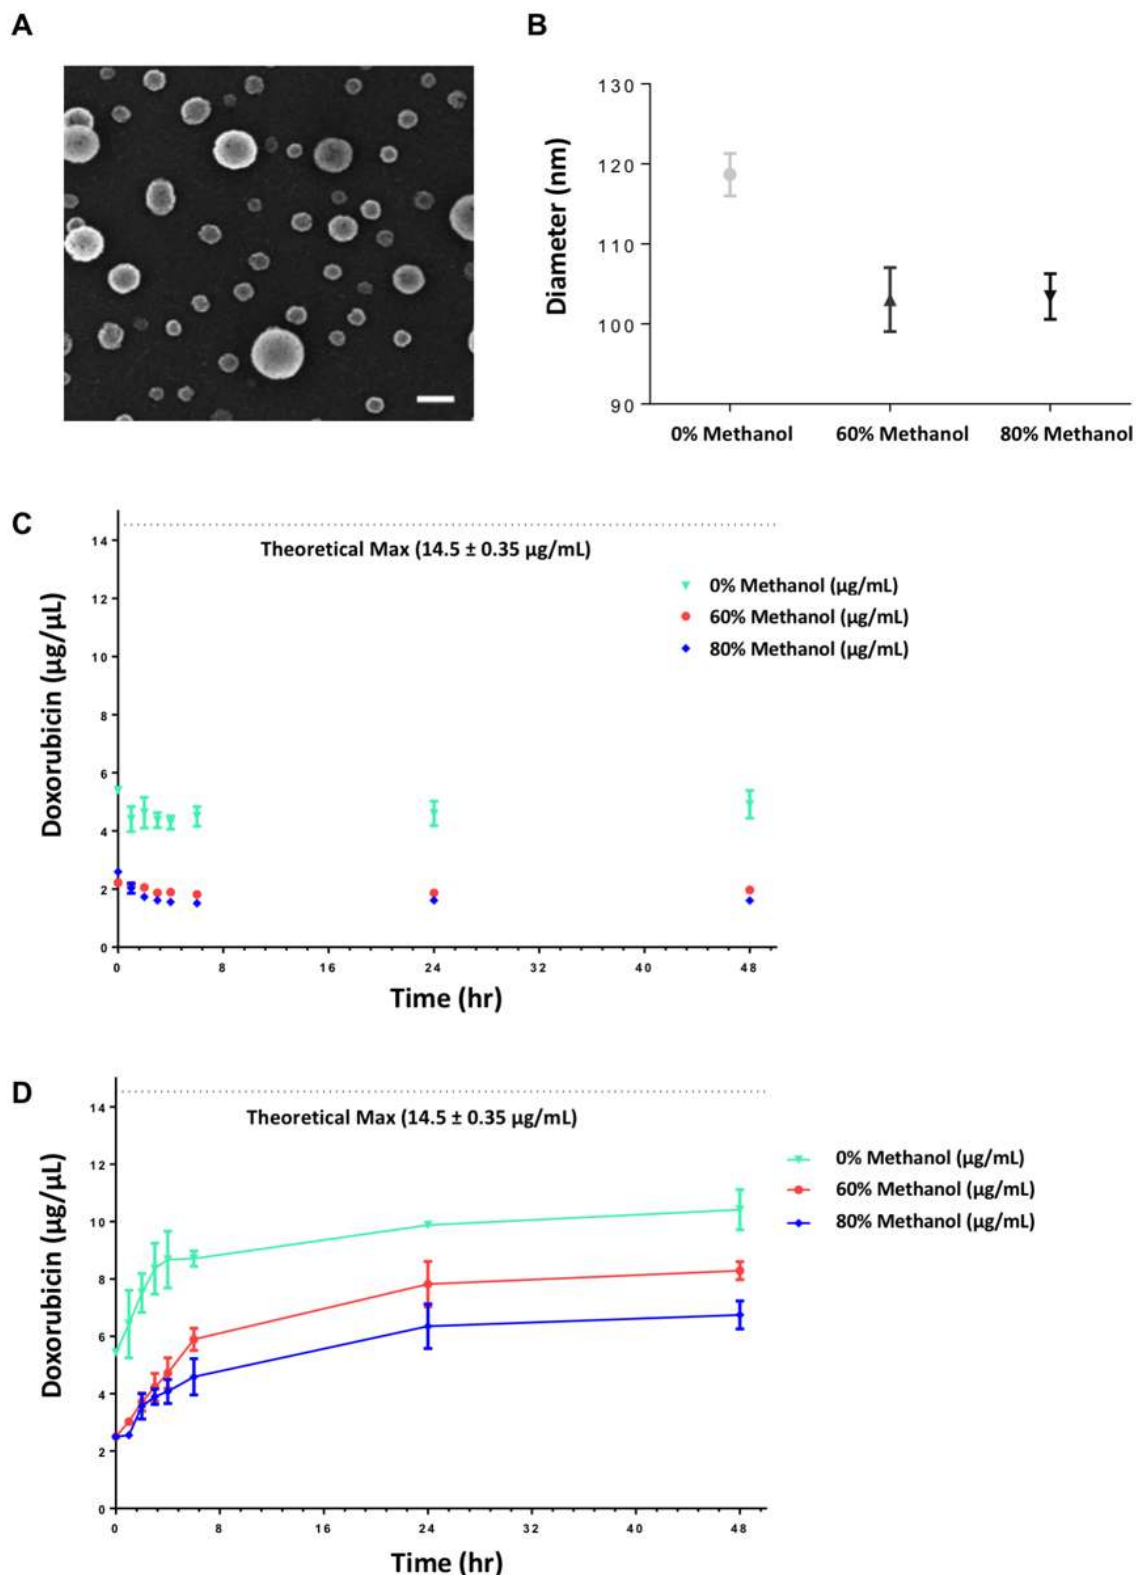 A
B
130
120
110
100
90
Diameter (nm)
0% Methanol 60% Methanol 80% Methanol
C
14
12
10
8
6
4
2
0
Doxorubicin (µg/µL)
Theoretical Max (14.5 ± 0.35 µg/mL)
0% Methanol (µg/mL)
60% Methanol (µg/mL)
80% Methanol (µg/mL)
0 8 16 24 32 40 48
Time (hr)
D
14
12
10
8
6
4
2
0
Doxorubicin (µg/µL)
Theoretical Max (14.5 ± 0.35 µg/mL)
0% Methanol (µg/mL)
60% Methanol (µg/mL)
80% Methanol (µg/mL)
0 8 16 24 32 40 48
Time (hr)